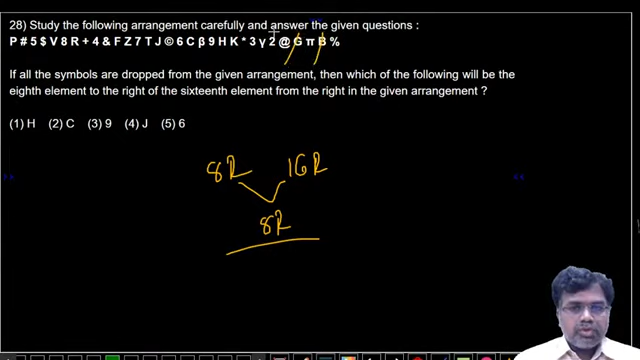 28) Study the following arrangement carefully and answer the given questions :
P # 5 $ V 8 R + 4 & F Z 7 T J © 6 C β 9 H K * 3 γ 2 @ G π B %
If all the symbols are dropped from the given arrangement, then which of the following will be the
eighth element to the right of the sixteenth element from the right in the given arrangement ?
(1) H (2) C (3) 9 (4) J (5) 6
8R 16R
8R